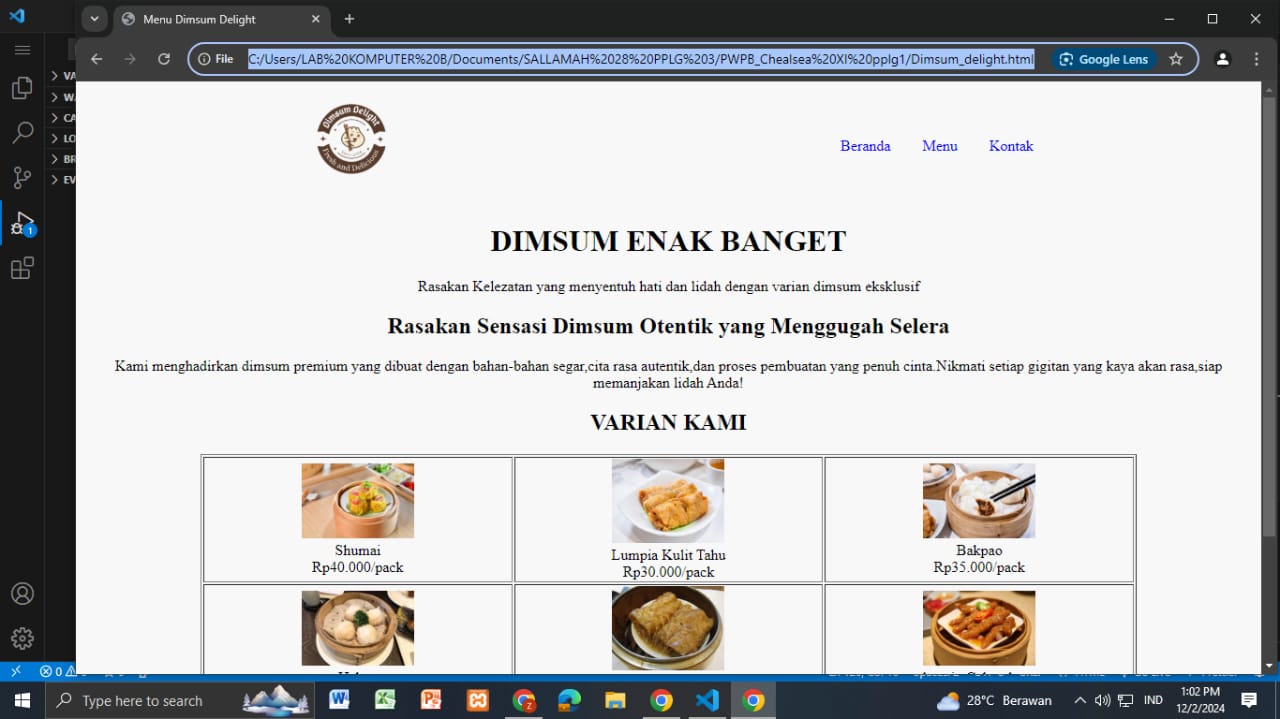 Menu Dimsum Delight
File
C:/Users/LAB%20KOMPUTER%20B/Documents/SALLAMAH%2028%20PPLG%203/PWPB_Chealsea%20XI%20pplg1/Dimsum_delight.html
Google Lens
VA
WA
CA
LO
BR
EV
1
Dimsum Delight
Fresh and Delicious
Beranda Menu Kontak
DIMSUM ENAK BANGET
Rasakan Kelezatan yang menyentuh hati dan lidah dengan varian dimsum eksklusif
Rasakan Sensasi Dimsum Otentik yang Menggugah Selera
Kami menghadirkan dimsum premium yang dibuat dengan bahan-bahan segar,cita rasa autentik,dan proses pembuatan yang penuh cinta.Nikmati setiap gigitan yang kaya akan rasa,siap
memanjakan lidah Anda!
VARIAN KAMI
Shumai
Rp40.000/pack
Lumpia Kulit Tahu
Rp30.000/pack
Bakpao
Rp35.000/pack
0
Type here to search
28°C Berawan
IND
1:02 PM
12/2/2024